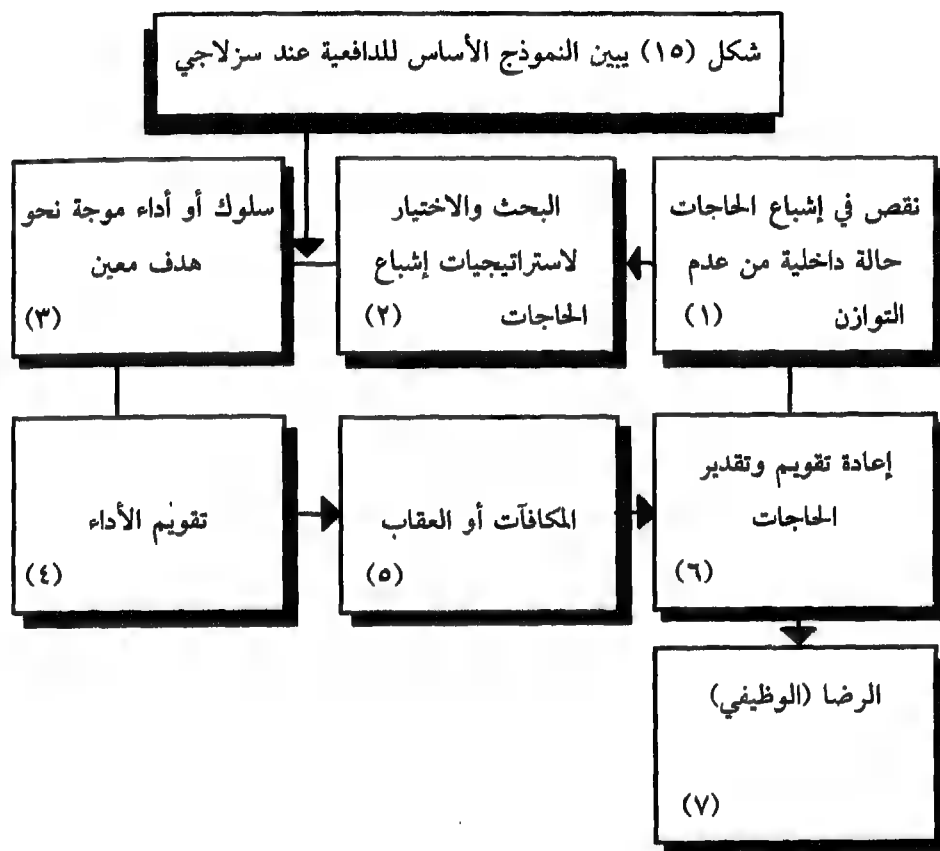 شكل (١٥) يبين النموذج الأساس للدافعية عند سزلاجي
نقص في إشباع الحاجات
حالة داخلية من عدم
التوازن (١)
البحث والاختيار
لاستراتيجيات إشباع
الحاجات (٢)
سلوك أو أداء موجة نحو
هدف معين
(٣)
تقويم الأداء
(٤)
المكافآت أو العقاب
(٥)
إعادة تقويم وتقدير
الحاجات
(٦)
الرضا (الوظيفي)
(٧)